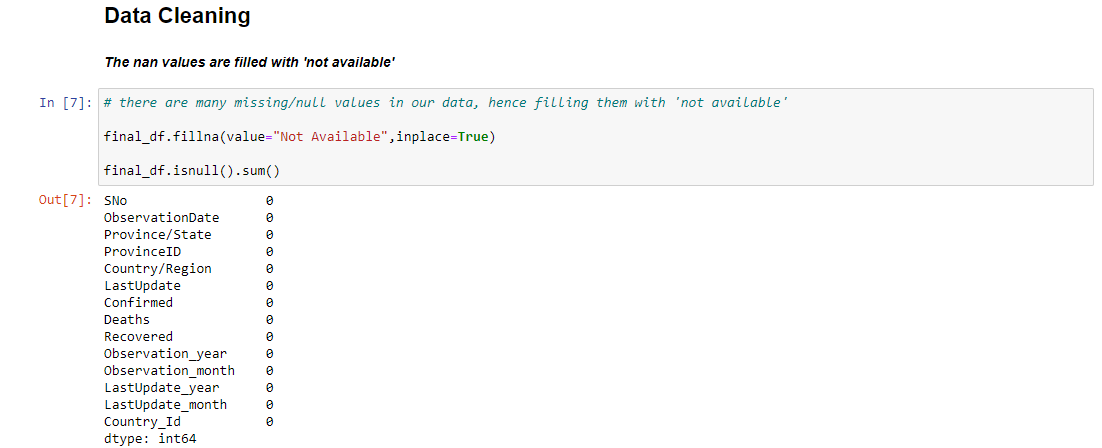 Data Cleaning
The nan values are filled with 'not available'
In [7]: # there are many missing/null values in our data, hence filling them with 'not available'
final_df.fillna(value="Not Available",inplace=True)
final_df.isnull().sum()
Out[7]: SNo 0
ObservationDate 0
Province/State 0
ProvinceID 0
Country/Region 0
LastUpdate 0
Confirmed 0
Deaths 0
Recovered 0
Observation_year 0
Observation_month 0
LastUpdate_year 0
LastUpdate_month 0
Country_Id 0
dtype: int64